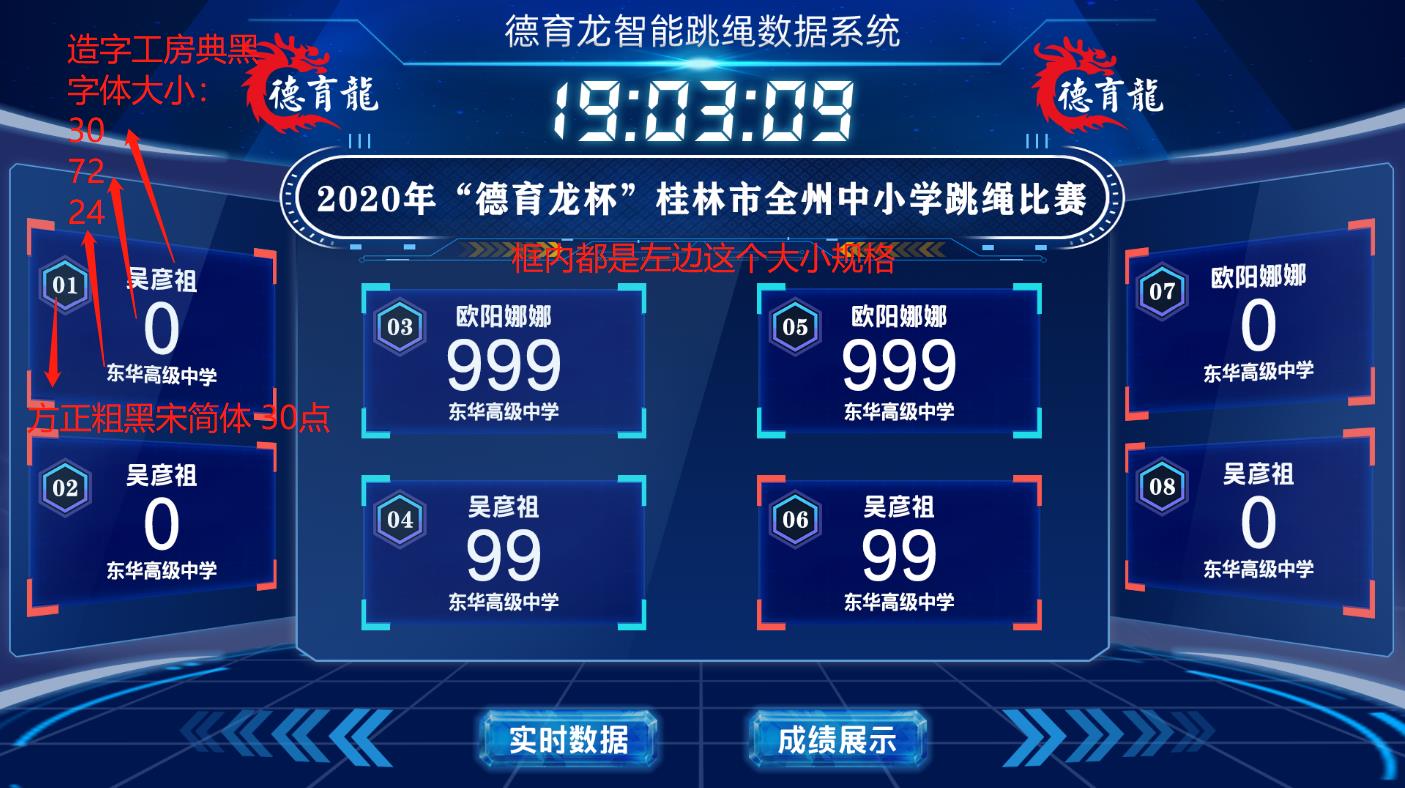 德育龙智能跳绳数据系统
造字工房典黑
字体大小：
30
72
24
德育龍
19:03:09
德育龍
2020年“德育龙杯”桂林市全州中小学跳绳比赛
框内都是左边这个大小规格
01
吴彦祖
0
东华高级中学
方正粗黑宋简体 30点
02
吴彦祖
0
东华高级中学
03
欧阳娜娜
999
东华高级中学
04
吴彦祖
99
东华高级中学
05
欧阳娜娜
999
东华高级中学
06
吴彦祖
99
东华高级中学
07
欧阳娜娜
0
东华高级中学
08
吴彦祖
0
东华高级中学
实时数据
成绩展示